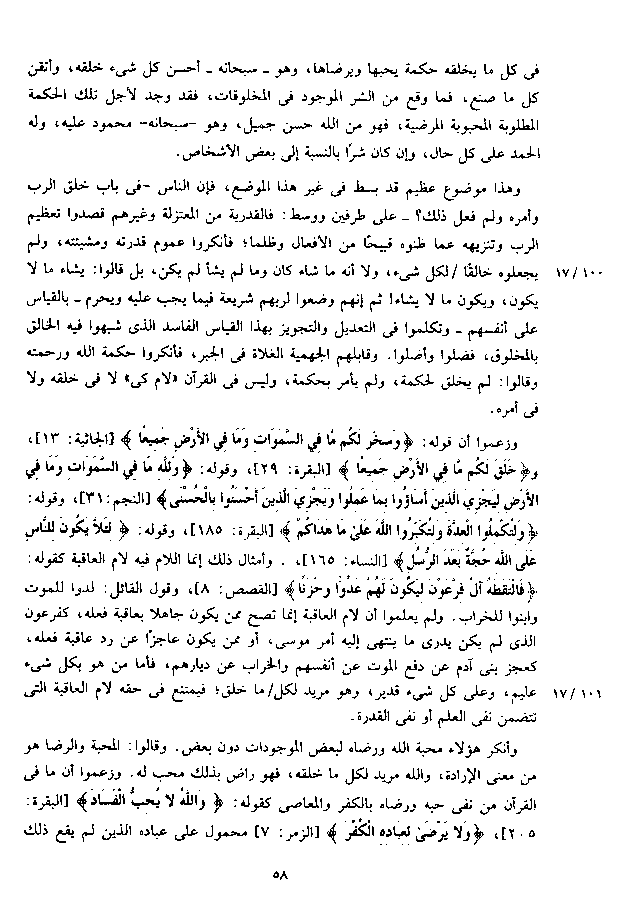 فى كل ما يخلقه حكمة يحبها ويرضاها، وهو ـ سبحانه ـ أحسن كل شىء خلقه، وأتقن
كل ما صنع، فما وقع من الشر الموجود فى المخلوقات، فقد وجد لأجل تلك الحكمة
المطلوبة المحبوبة المرضية، فهو من الله حسن جميل، وهو -سبحانه- محمود عليه، وله
الحمد على كل حال، وإن كان شرًا بالنسبة إلى بعض الأشخاص.
وهذا موضوع عظيم قد بسط فى غير هذا الموضع، فإن الناس -فى باب خلق الرب
وأمره ولم فعل ذلك؟ ـ على طرفين ووسط: فالقدرية من المعتزلة وغيرهم قصدوا تعظيم
الرب وتنزيهه عما ظنوه قبيحًا من الأفعال وظلما؛ فأنكروا عموم قدرته ومشيئته، ولم
يجعلوه خالقًا /لكل شىء، ولا أنه ما شاء كان وما لم يشأ لم يكن، بل قالوا: يشاء ما لا ١٧/١٠٠
يكون، ويكون ما لا يشاء! ثم إنهم وضعوا لربهم شريعة فيما يجب عليه ويحرم ـ بالقياس
على أنفسهم ـ وتكلموا فى التعديل والتجويز بهذا القياس الفاسد الذى شبهوا فيه الخالق
بالمخلوق، فضلوا وأضلوا. وقابلهم الجهمية الغلاة فى الجبر، فأنكروا حكمة الله ورحمته
وقالوا: لم يخلق لحكمة، ولم يأمر بحكمة، وليس فى القرآن «لام كى» لا فى خلقه ولا
فى أمره.
وزعموا أن قوله: ﴿وَسَخَّرَ لَكُم مَّا فِي السَّمَوَاتِ وَمَا فِي الأَرْضِ جَمِيعًا﴾ [الجاثية: ١٣]،
و﴿خَلَقَ لَكُم مَّا فِي الأَرْضِ جَمِيعًا﴾ [البقرة: ٢٩]، وقوله: ﴿وَلِلَّهِ مَا فِي السَّمَوَاتِ وَمَا فِي
الأَرْضِ لِيَجْزِيَ الَّذِينَ أَسَاؤُوا بِمَا عَمِلُوا وَيَجْزِيَ الَّذِينَ أَحْسَنُوا بِالْحُسْنَى﴾ [النجم:٣١]، وقوله:
﴿وَلِتُكْمِلُوا الْعِدَّةَ وَلِتُكَبِّرُوا اللَّهَ عَلَىٰ مَا هَدَاكُمْ﴾ [البقرة: ١٨٥]، وقوله: ﴿لِئَلاَّ يَكُونَ لِلنَّاسِ
عَلَى اللَّهِ حُجَّةٌ بَعْدَ الرُّسُلِ﴾ [النساء: ١٦٥]، . وأمثال ذلك إنما اللام فيه لام العاقبة كقوله:
﴿فَالْتَقَطَهُ آلُ فِرْعَوْنَ لِيَكُونَ لَهُمْ عَدُوًّا وَحَزَنًا﴾ [القصص: ٨]، وقول القائل: لدوا للموت
وابنوا للخراب. ولم يعلموا أن لام العاقبة إنما تصح ممن يكون جاهلا بعاقبة فعله، كفرعون
الذى لم يكن يدرى ما ينتهى إليه أمر موسى، أو ممن يكون عاجزًا عن رد عاقبة فعله،
كعجز بنى آدم عن دفع الموت عن أنفسهم والخراب عن ديارهم، فأما من هو بكل شىء
عليم، وعلى كل شىء قدير، وهو مريد لكل/ما خلق؛ فيمتنع فى حقه لام العاقبة التى ١٧/١٠١
تتضمن نفى العلم أو نفى القدرة.
وأنكر هؤلاء محبة الله ورضاه لبعض الموجودات دون بعض. وقالوا: المحبة والرضا هو
من معنى الإرادة، والله مريد لكل ما خلقه، فهو راض بذلك محب له. وزعموا أن ما فى
القرآن من نفى حبه ورضاه بالكفر والمعاصى كقوله: ﴿وَاللَّهُ لا يُحِبُّ الْفَسَادَ﴾ [البقرة:
٢٠٥]، ﴿وَلا يَرْضَىٰ لِعِبَادِهِ الْكُفْرَ﴾ [الزمر: ٧] محمول على عباده الذين لم يقع ذلك
٥٨